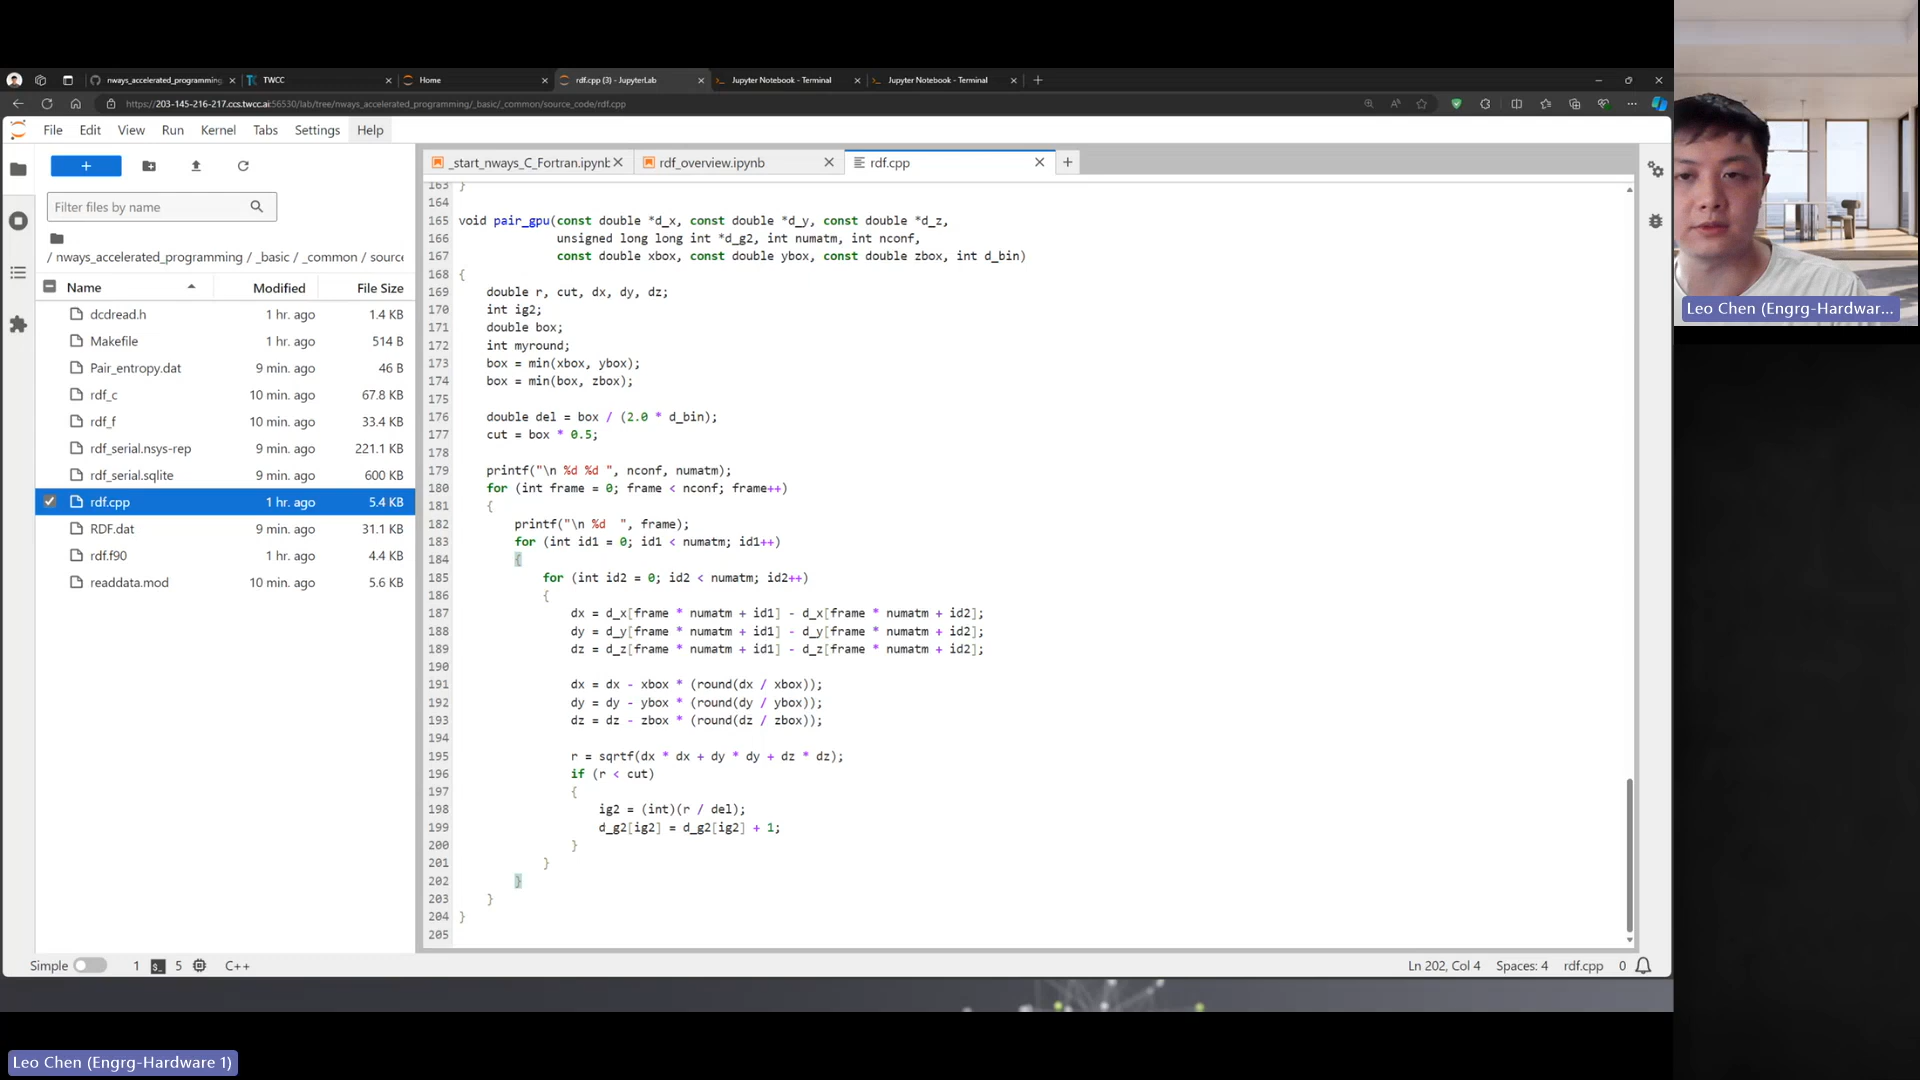 nways_accelerated_programming
TWCC
Home
rdf.cpp (3) - JupyterLab
Jupyter Notebook - Terminal
Jupyter Notebook - Terminal
https://203-145-216-217.ccs.twcc.ai:56530/lab/tree/nways_accelerated_programming/_basic/_common/source_code/rdf.cpp
File Edit View Run Kernel Tabs Settings Help
_start_nways_C_Fortran.ipynb
rdf_overview.ipynb
rdf.cpp
Filter files by name
/ nways_accelerated_programming / _basic / _common / source
Name Modified File Size
dcdread.h 1 hr. ago 1.4 KB
Makefile 1 hr. ago 514 B
Pair_entropy.dat 9 min. ago 46 B
rdf_c 10 min. ago 67.8 KB
rdf_f 10 min. ago 33.4 KB
rdf_serial.nsys-rep 9 min. ago 221.1 KB
rdf_serial.sqlite 9 min. ago 600 KB
rdf.cpp 1 hr. ago 5.4 KB
RDF.dat 9 min. ago 31.1 KB
rdf.f90 1 hr. ago 4.4 KB
readdata.mod 10 min. ago 5.6 KB
163 }
164
165 void pair_gpu(const double *d_x, const double *d_y, const double *d_z,
166 unsigned long long int *d_g2, int numatm, int nconf,
167 const double xbox, const double ybox, const double zbox, int d_bin)
168 {
169 double r, cut, dx, dy, dz;
170 int ig2;
171 double box;
172 int myround;
173 box = min(xbox, ybox);
174 box = min(box, zbox);
175
176 double del = box / (2.0 * d_bin);
177 cut = box * 0.5;
178
179 printf("\n %d %d ", nconf, numatm);
180 for (int frame = 0; frame < nconf; frame++)
181 {
182 printf("\n %d  ", frame);
183 for (int id1 = 0; id1 < numatm; id1++)
184 {
185 for (int id2 = 0; id2 < numatm; id2++)
186 {
187 dx = d_x[frame * numatm + id1] - d_x[frame * numatm + id2];
188 dy = d_y[frame * numatm + id1] - d_y[frame * numatm + id2];
189 dz = d_z[frame * numatm + id1] - d_z[frame * numatm + id2];
190
191 dx = dx - xbox * (round(dx / xbox));
192 dy = dy - ybox * (round(dy / ybox));
193 dz = dz - zbox * (round(dz / zbox));
194
195 r = sqrtf(dx * dx + dy * dy + dz * dz);
196 if (r < cut)
197 {
198 ig2 = (int)(r / del);
199 d_g2[ig2] = d_g2[ig2] + 1;
200 }
201 }
202 }
203 }
204 }
205
Simple 1 5 C++
Ln 202, Col 4 Spaces: 4 rdf.cpp 0
Leo Chen (Engrg-Hardwar...
Leo Chen (Engrg-Hardware 1)